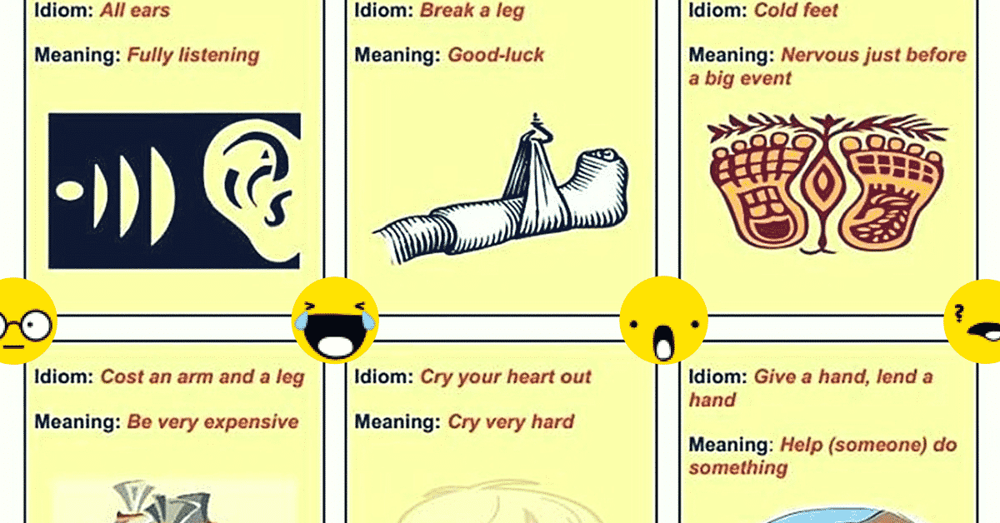 Idiom: All ears
Meaning: Fully listening
Idiom: Break a leg
Meaning: Good-luck
Idiom: Cold feet
Meaning: Nervous just before
a big event
?
Idiom: Cost an arm and a leg
Meaning: Be very expensive
Idiom: Cry your heart out
Meaning: Cry very hard
Idiom: Give a hand, lend a
hand
Meaning: Help (someone) do
something